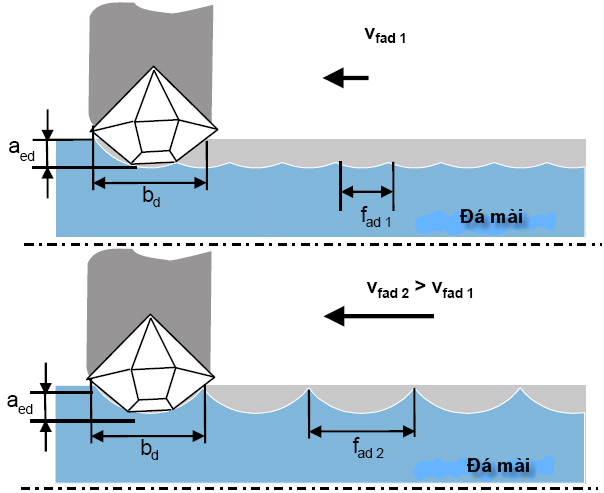 v fad 1
a ed
b d
f ad 1
Đá mài
v fad 2 > v fad 1
a ed
b d
f ad 2
Đá mài